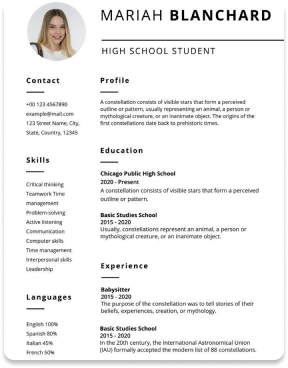 MARIAH BLANCHARD
HIGH SCHOOL STUDENT
Contact
+00 123 4567890
example@mail.com
123 Street Name, City,
State, Country, 12345
Skills
Critical thinking
Teamwork Time
management
Problem-solving
Active listening
Communication
Computer skills
Time management
Interpersonal skills
Leadership
Languages
English 100%
Spanish 80%
Italian 45%
French 50%
Profile
A constellation consists of visible stars that form a perceived
outline or pattern, usually representing an animal, a person or
mythological creature, or an inanimate object. The origins of the
first constellations date back to prehistoric times.
Education
Chicago Public High School
2020 - Present
A constellation consists of visible stars that form a perceived
outline or pattern.
Basic Studies School
2015 - 2020
Usually, constellations represent an animal, a person or
mythological creature, or an inanimate object.
Experience
Babysitter
2015 - 2020
The purpose of the constellation was to tell stories of their
beliefs, experiences, creation, or mythology.
Basic Studies School
2015 - 2020
In the 20th century, the International Astronomical Union
(IAU) formally accepted the modern list of 88 constellations.